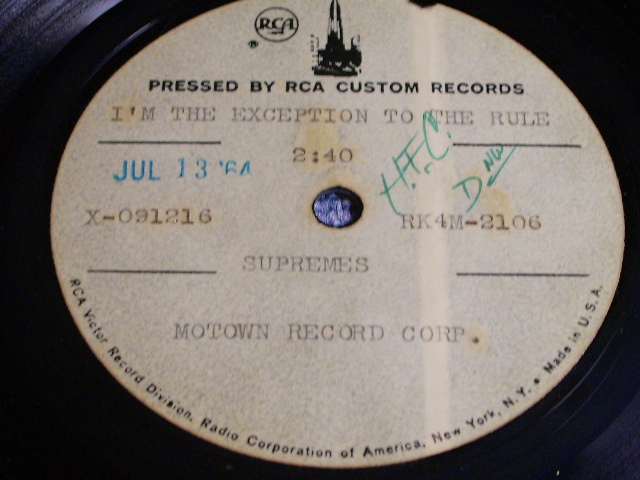 RCA
®
PRESSED BY RCA CUSTOM RECORDS
I'M THE EXCEPTION TO THE RULE
2:40
JUL 13 '64
H.F.C.
X-091216
RK4M-2106
SUPREMES
MOTOWN RECORD CORP.
RCA Victor Record Division, Radio Corporation of America, New York, N.Y. • Made in U.S.A.